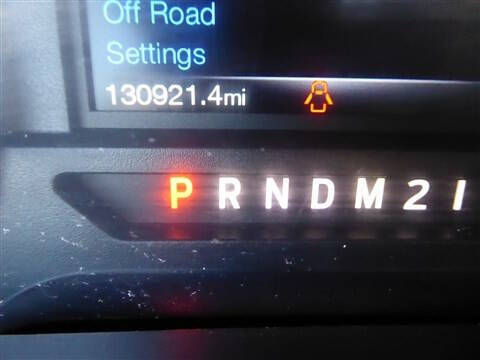 Off Road
Settings
130921.4mi
P R N D M 2 1